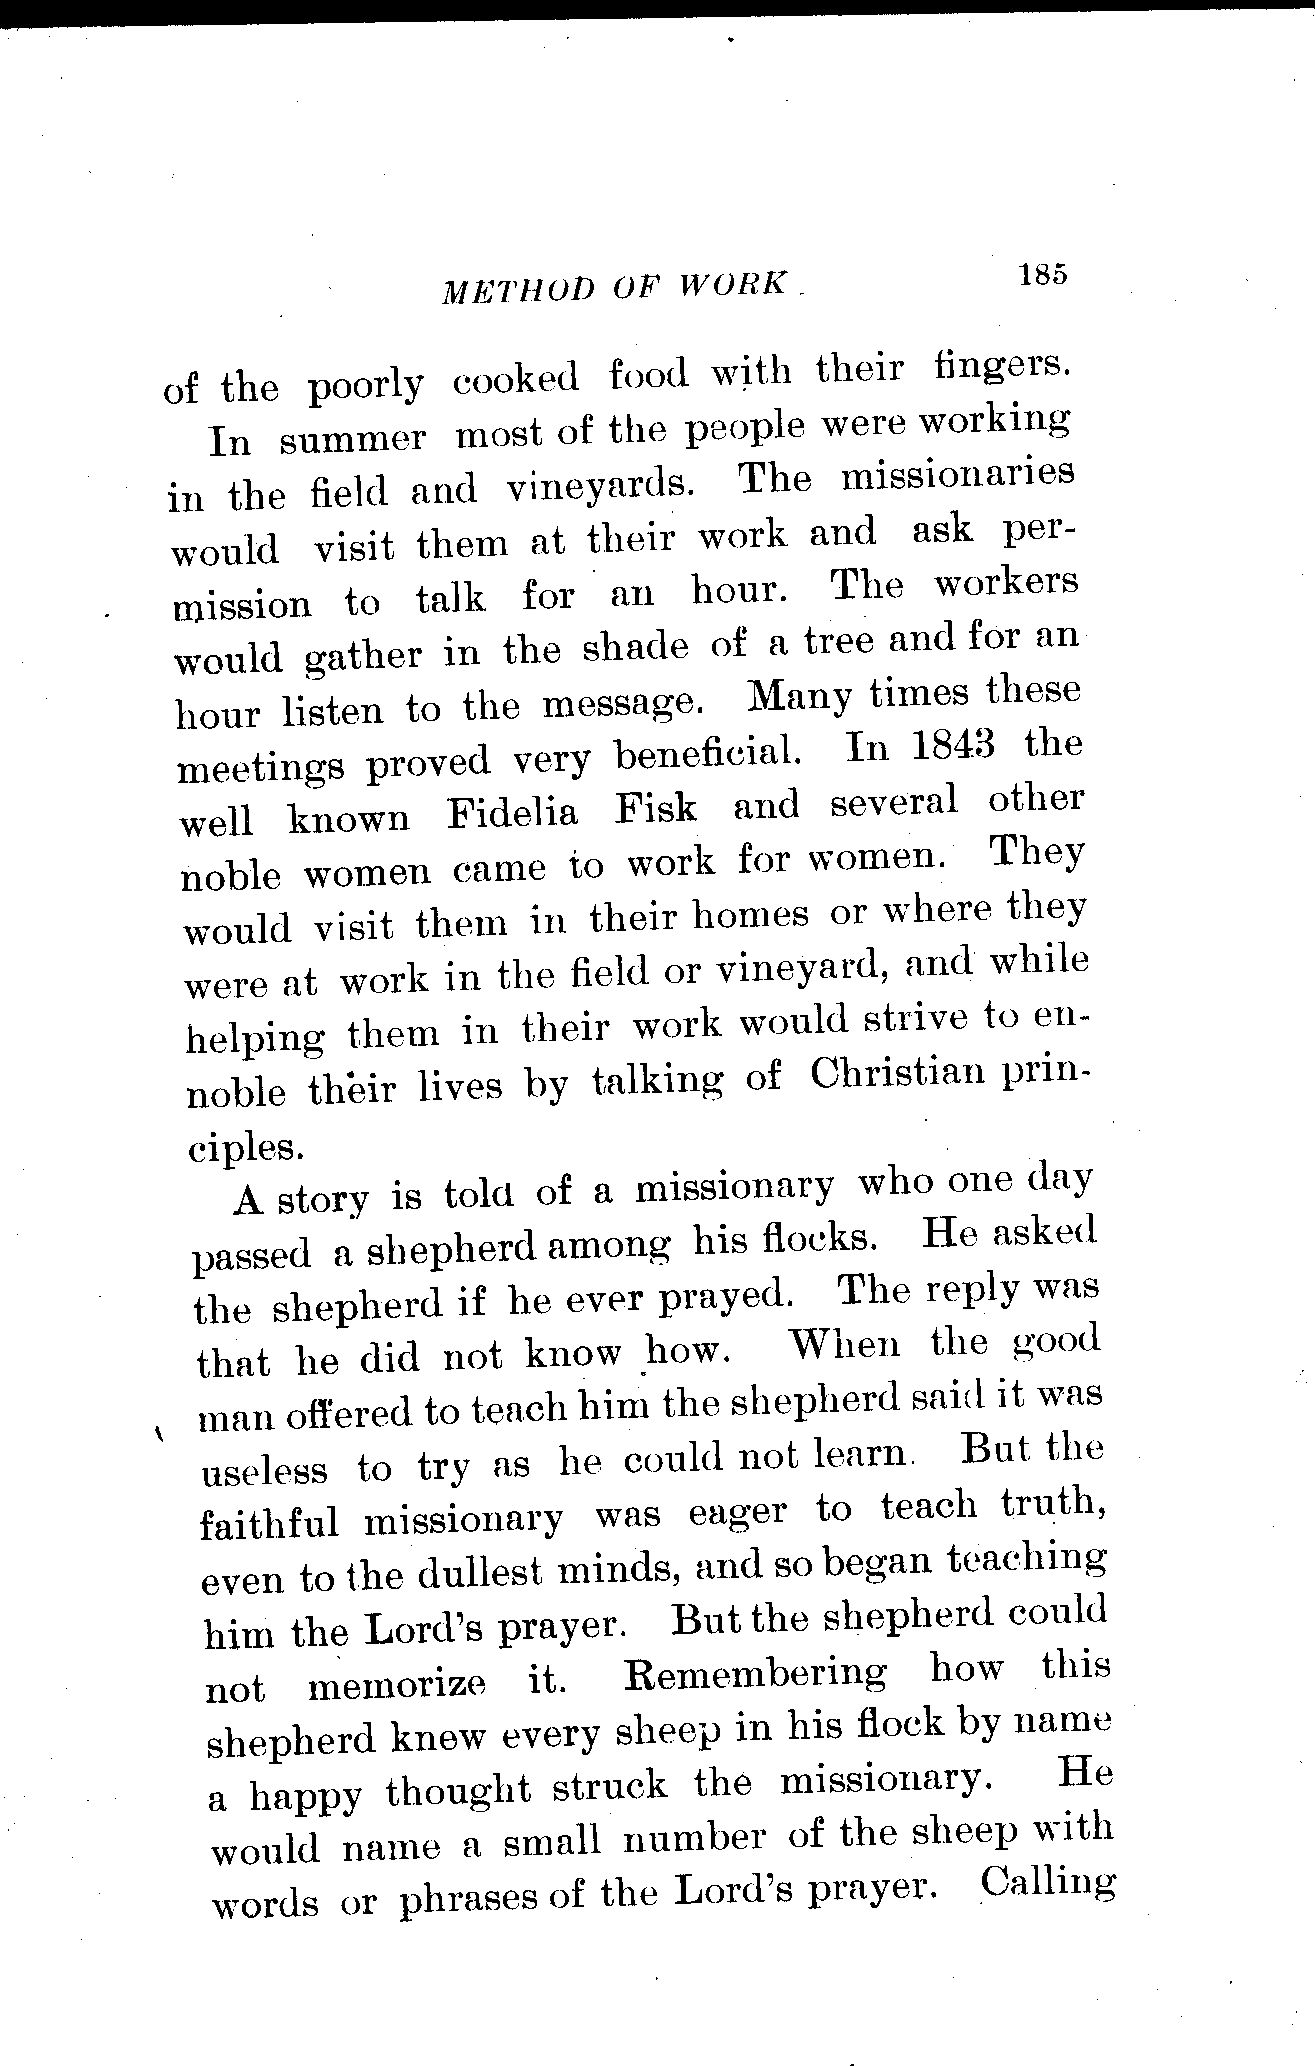 METHOD OF WORK 185
of the poorly cooked food with their fingers.
In summer most of the people were working
in the field and vineyards. The missionaries
would visit them at their work and ask per-
mission to talk for an hour. The workers
would gather in the shade of a tree and for an
hour listen to the message. Many times these
meetings proved very beneficial. In 1843 the
well known Fidelia Fisk and several other
noble women came to work for women. They
would visit them in their homes or where they
were at work in the field or vineyard, and while
helping them in their work would strive to en-
noble their lives by talking of Christian prin-
ciples.
A story is told of a missionary who one day
passed a shepherd among his flocks. He asked
the shepherd if he ever prayed. The reply was
that he did not know how. When the good
man offered to teach him the shepherd said it was
useless to try as he could not learn. But the
faithful missionary was eager to teach truth,
even to the dullest minds, and so began teaching
him the Lord's prayer. But the shepherd could
not memorize it. Remembering how this
shepherd knew every sheep in his flock by name
a happy thought struck the missionary. He
would name a small number of the sheep with
words or phrases of the Lord's prayer. Calling